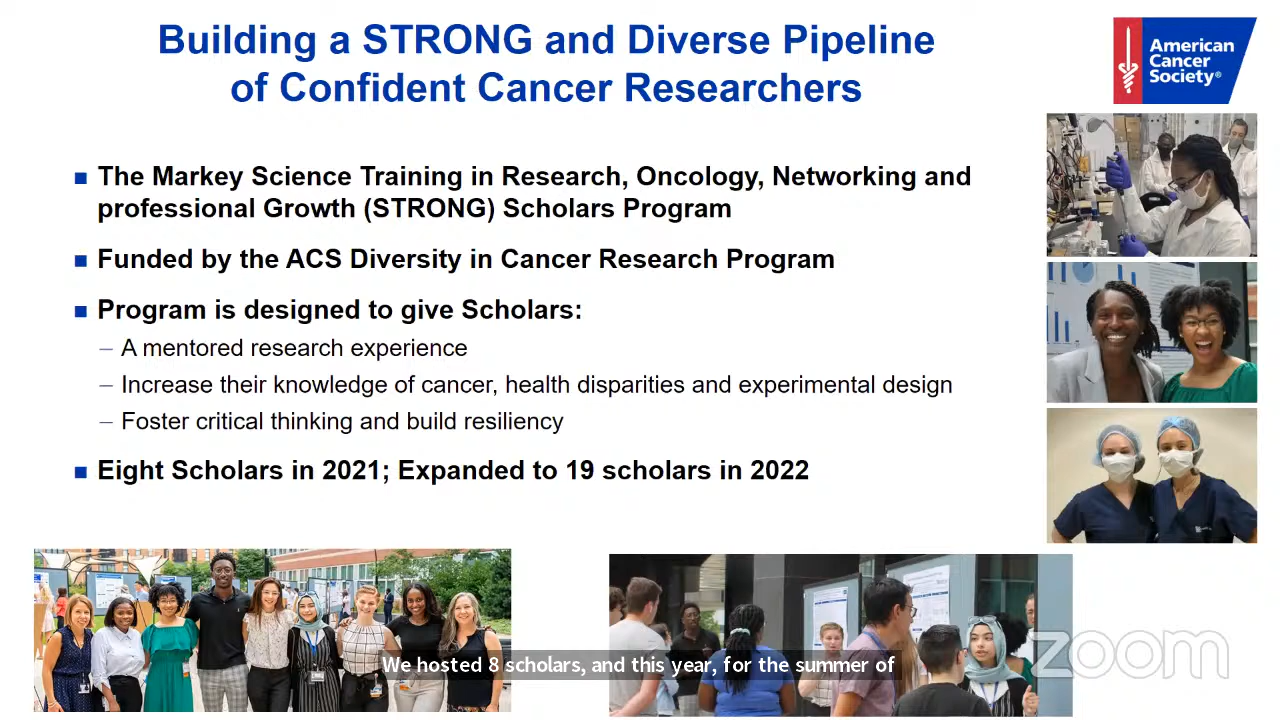 Building a STRONG and Diverse Pipeline
of Confident Cancer Researchers
American
Cancer
Society®
■ The Markey Science Training in Research, Oncology, Networking and
professional Growth (STRONG) Scholars Program
■ Funded by the ACS Diversity in Cancer Research Program
■ Program is designed to give Scholars:
– A mentored research experience
– Increase their knowledge of cancer, health disparities and experimental design
– Foster critical thinking and build resiliency
■ Eight Scholars in 2021; Expanded to 19 scholars in 2022
We hosted 8 scholars, and this year, for the summer of
zoom